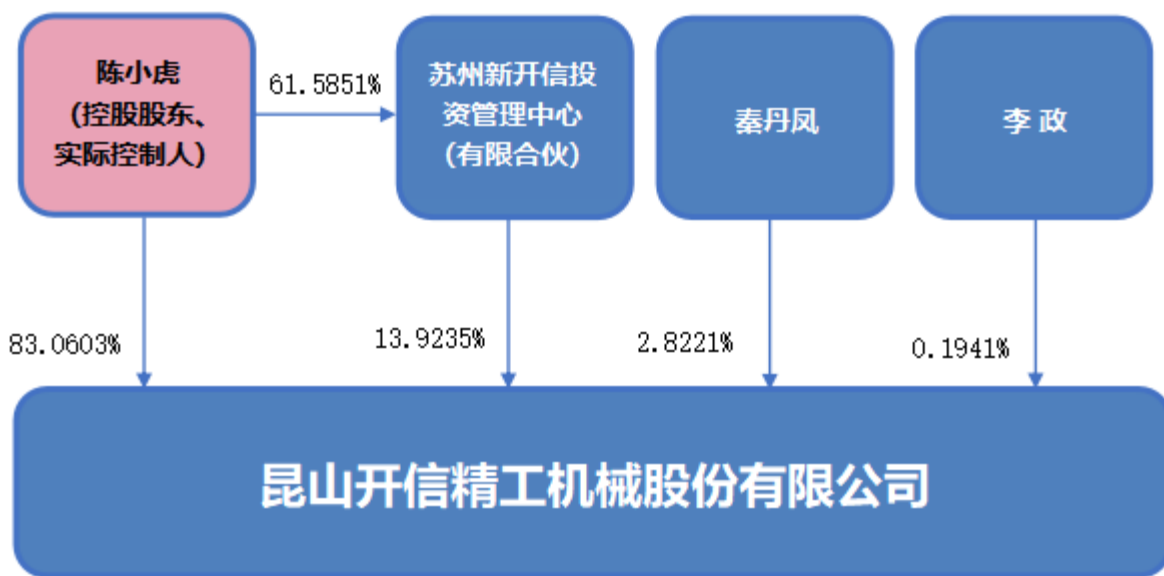 陈小虎
（控股股东、
实际控制人）
61.5851%
苏州新开信投
资管理中心
（有限合伙）
秦丹凤
李 政
83.0603%
13.9235%
2.8221%
0.1941%
昆山开信精工机械股份有限公司